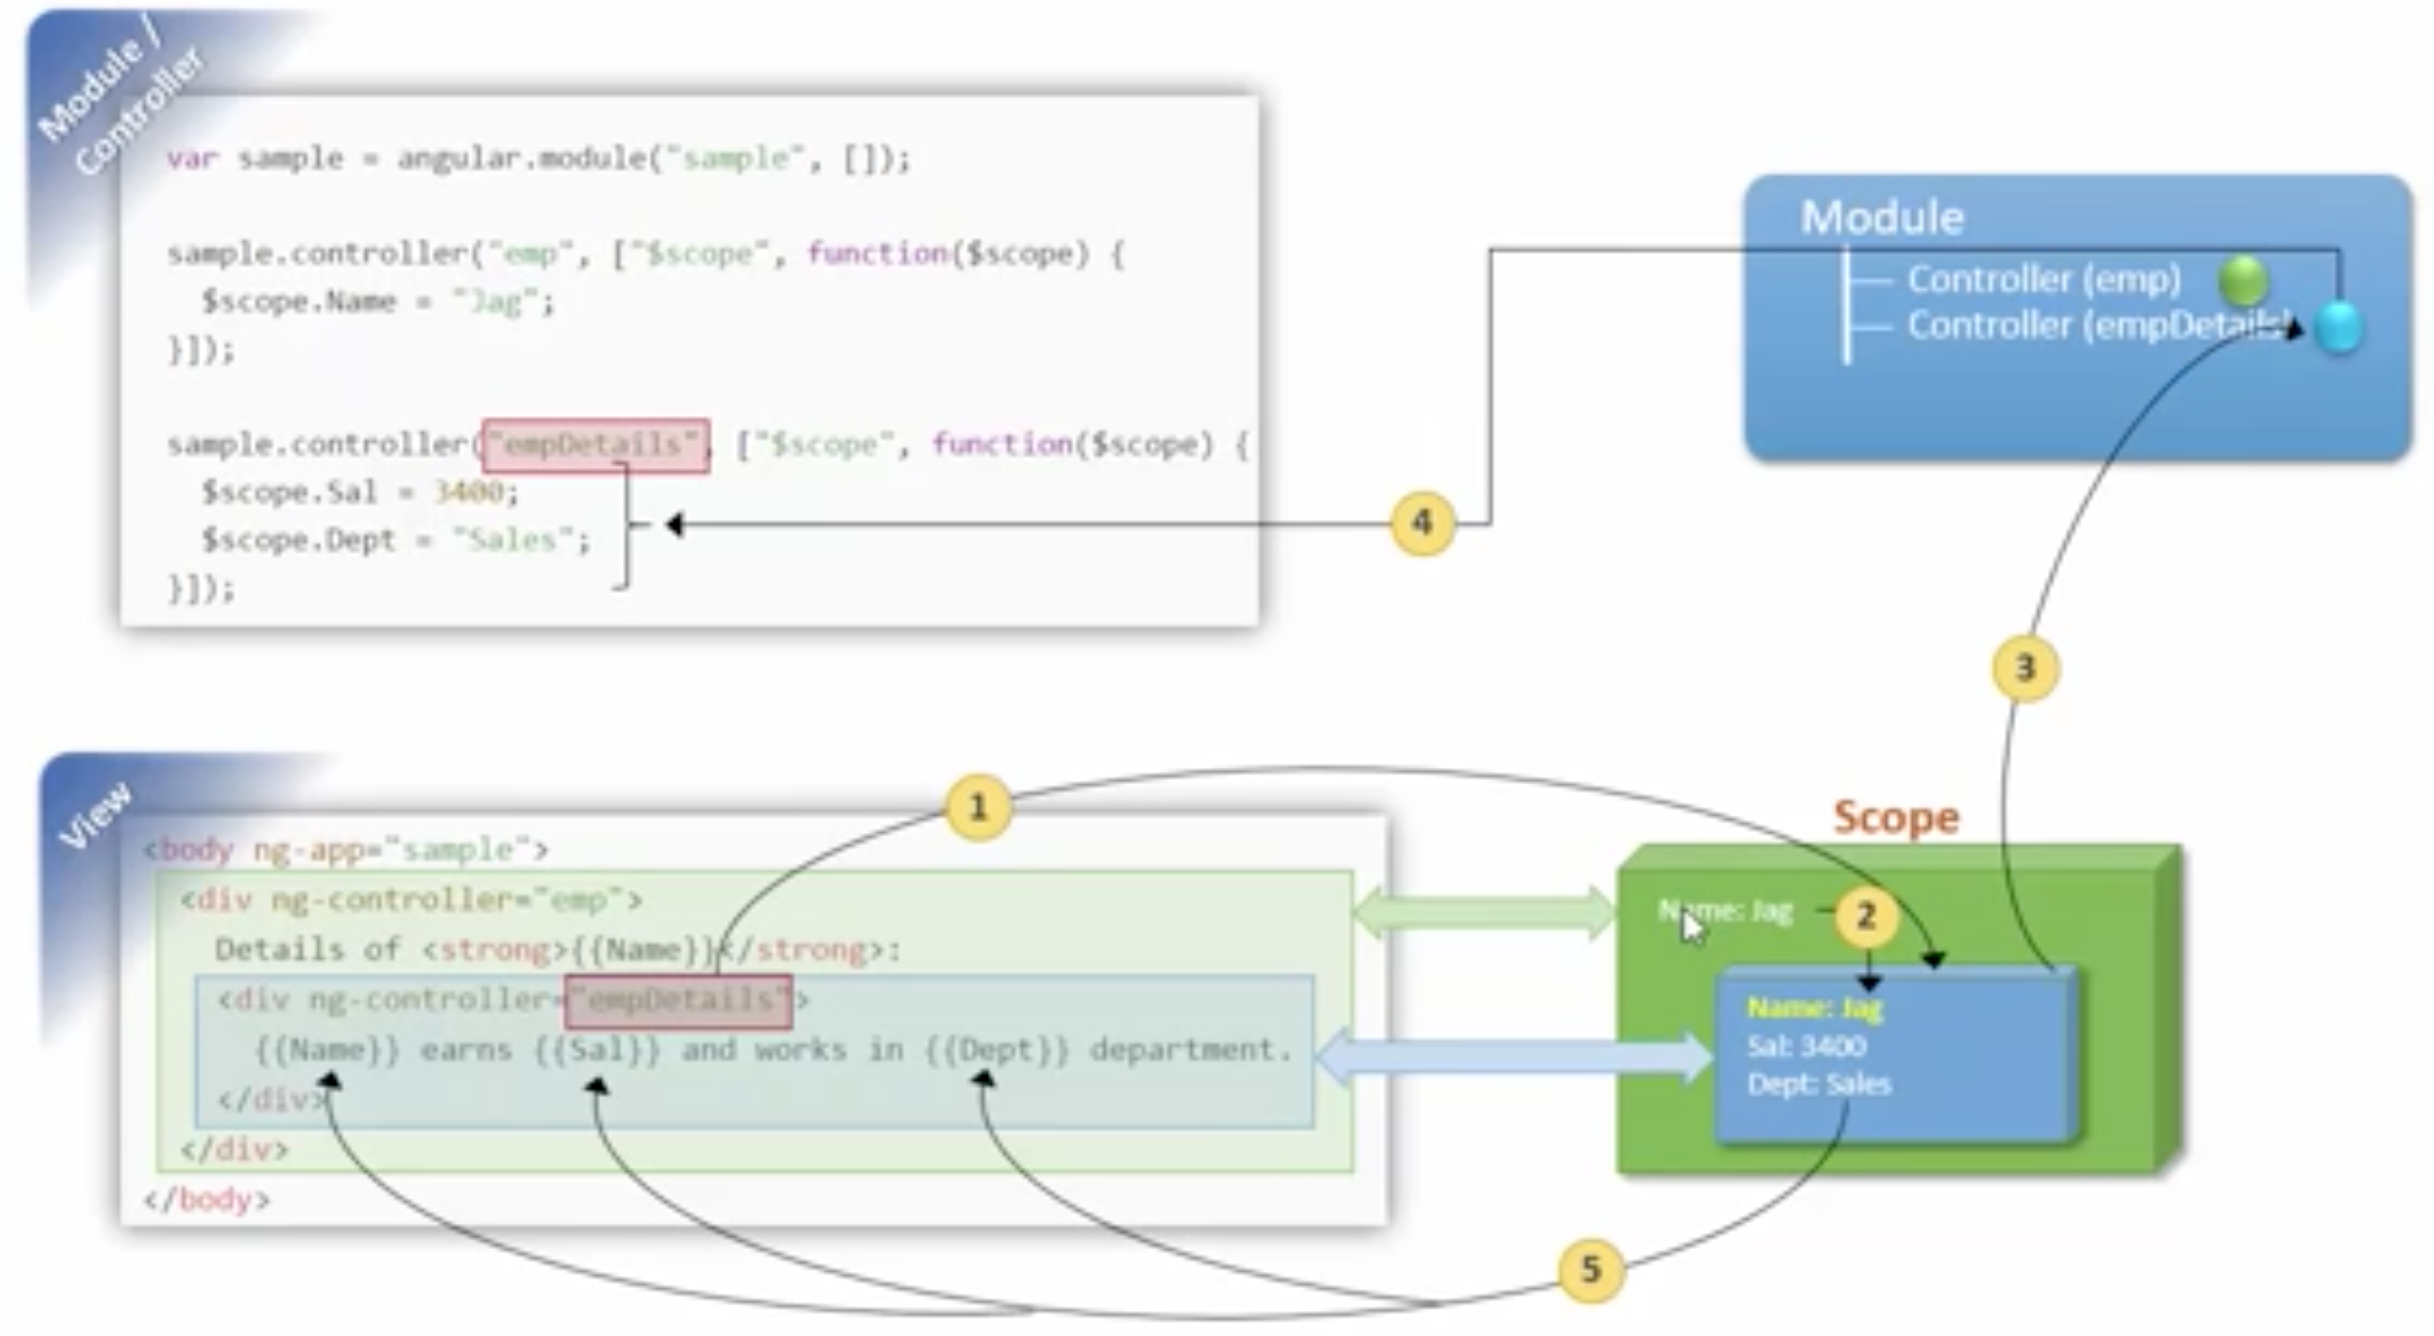 Module /
Controller
var sample = angular.module("sample", []);
sample.controller("emp", ["$scope", function($scope) {
$scope.Name = "Jag";
}]);
sample.controller("empDetails", ["$scope", function($scope) {
$scope.Sal = 3400;
$scope.Dept = "Sales";
}]);
Module
Controller (emp)
Controller (empDetails)
4
3
View
1
<body ng-app="sample">
<div ng-controller="emp">
Details of <strong>{{Name}}</strong>:
<div ng-controller="empDetails">
{{Name}} earns {{Sal}} and works in {{Dept}} department.
</div>
</div>
</body>
Scope
Name: Jag
2
Name: Jag
Sal: 3400
Dept: Sales
5